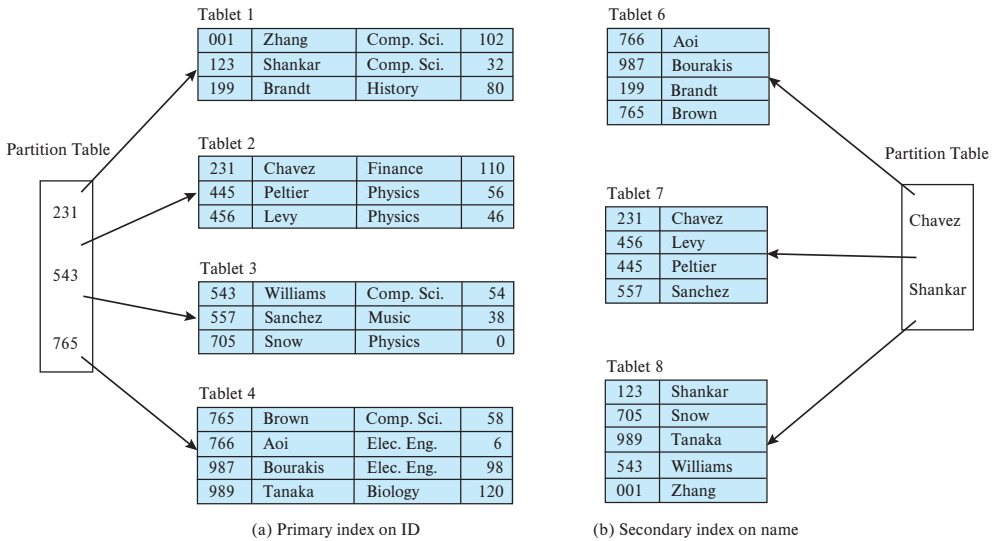 Tablet 1
001 Zhang Comp. Sci. 102
123 Shankar Comp. Sci. 32
199 Brandt History 80
Partition Table
231
543
765
Tablet 2
231 Chavez Finance 110
445 Peltier Physics 56
456 Levy Physics 46
Tablet 3
543 Williams Comp. Sci. 54
557 Sanchez Music 38
705 Snow Physics 0
Tablet 4
765 Brown Comp. Sci. 58
766 Aoi Elec. Eng. 6
987 Bourakis Elec. Eng. 98
989 Tanaka Biology 120
(a) Primary index on ID
Tablet 6
766 Aoi
987 Bourakis
199 Brandt
765 Brown
Partition Table
Chavez
Shankar
Tablet 7
231 Chavez
456 Levy
445 Peltier
557 Sanchez
Tablet 8
123 Shankar
705 Snow
989 Tanaka
543 Williams
001 Zhang
(b) Secondary index on name